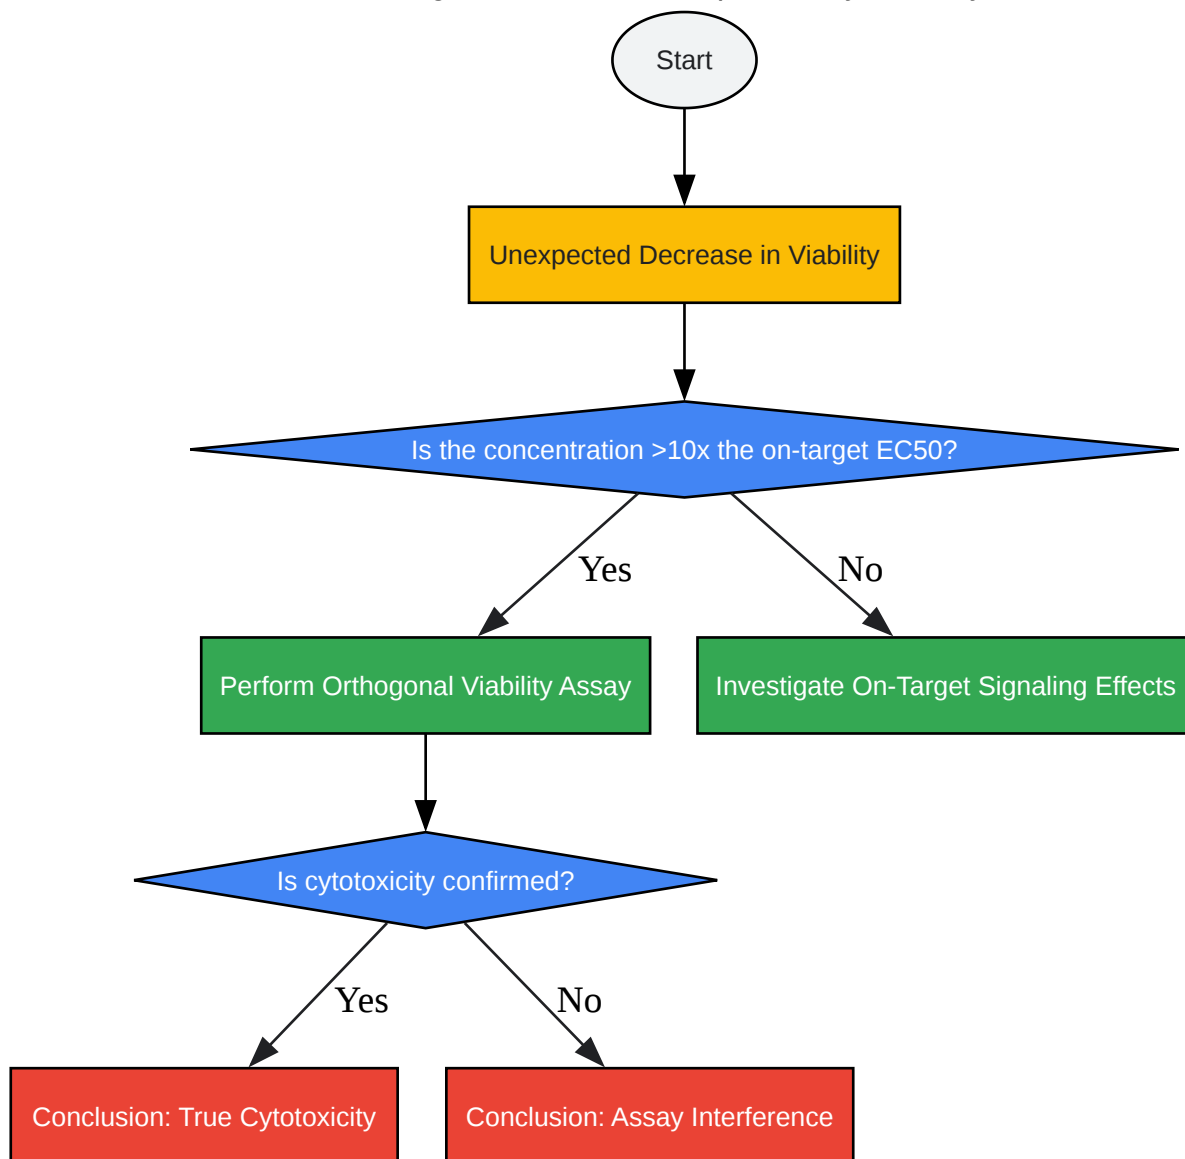 Start
Unexpected Decrease in Viability
Is the concentration >10x the on-target EC50?
Yes
No
Perform Orthogonal Viability Assay
Investigate On-Target Signaling Effects
Is cytotoxicity confirmed?
Yes
No
Conclusion: True Cytotoxicity
Conclusion: Assay Interference